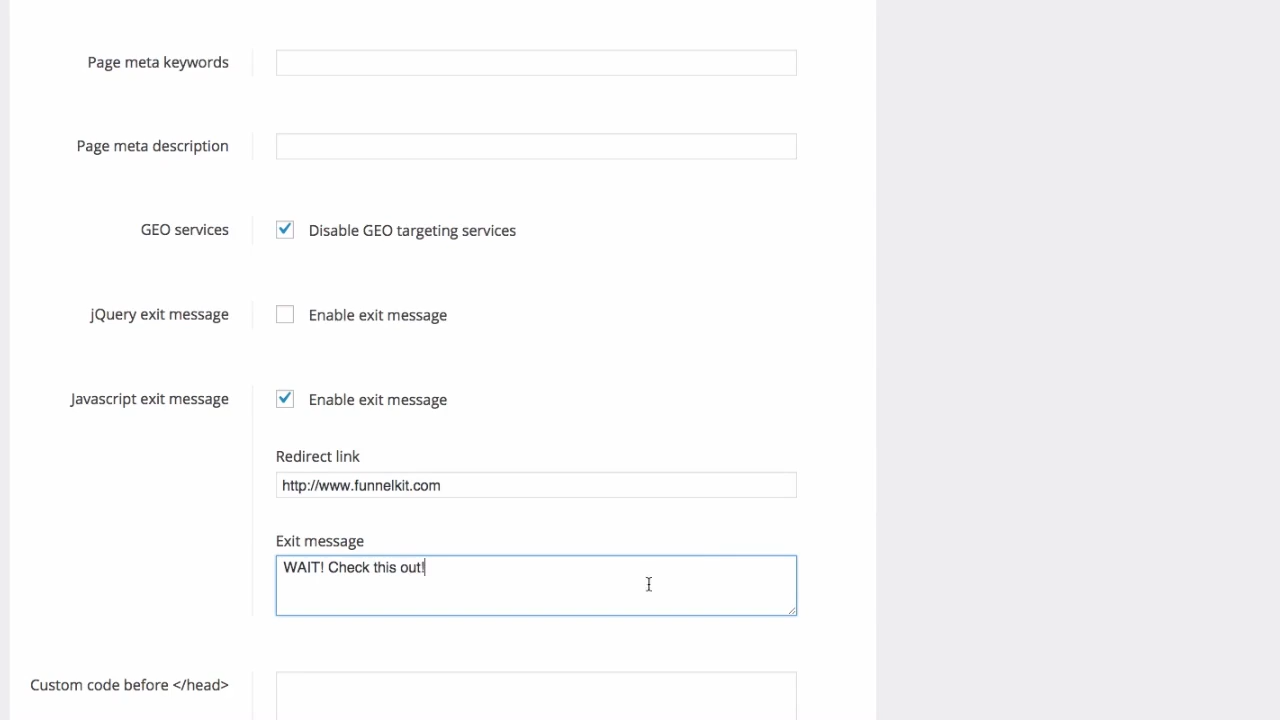 Page meta keywords
Page meta description
GEO services
Disable GEO targeting services
jQuery exit message
Enable exit message
Javascript exit message
Enable exit message
Redirect link
http://www.funnelkit.com
Exit message
WAIT! Check this out!
Custom code before </head>